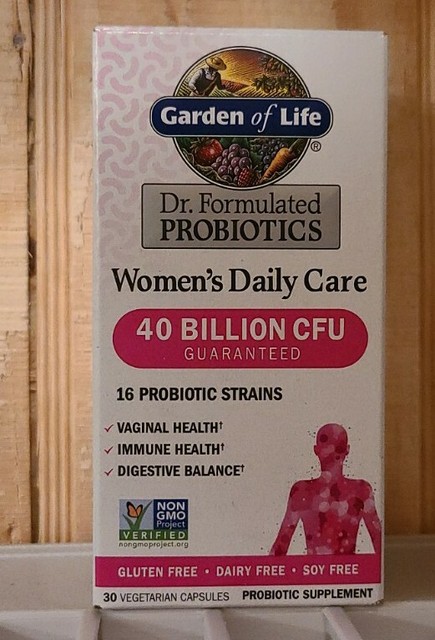 Garden of Life®
Dr. Formulated
PROBIOTICS
Women's Daily Care
40 BILLION CFU
GUARANTEED
16 PROBIOTIC STRAINS
✓ VAGINAL HEALTH†
✓ IMMUNE HEALTH†
✓ DIGESTIVE BALANCE†
NON
GMO
Project
VERIFIED
nongmoproject.org
GLUTEN FREE • DAIRY FREE • SOY FREE
30 VEGETARIAN CAPSULES PROBIOTIC SUPPLEMENT